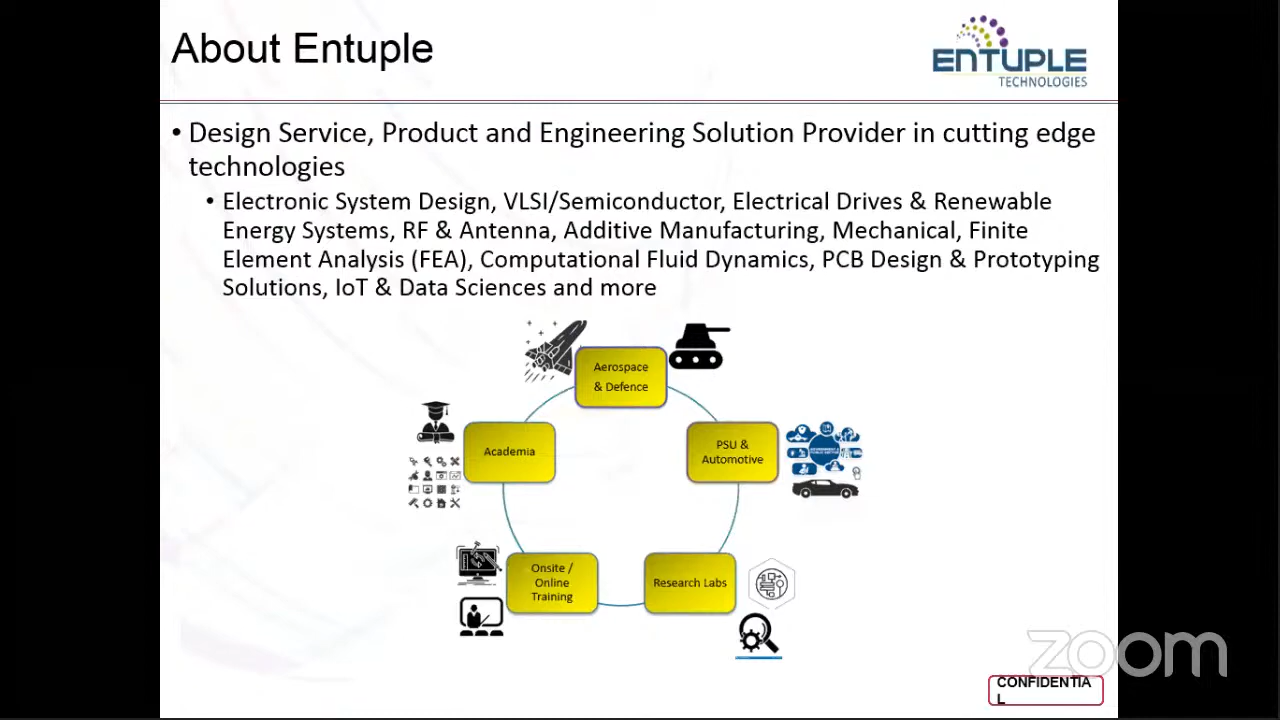 About Entuple
ENTUPLE
TECHNOLOGIES
• Design Service, Product and Engineering Solution Provider in cutting edge
technologies
• Electronic System Design, VLSI/Semiconductor, Electrical Drives & Renewable
Energy Systems, RF & Antenna, Additive Manufacturing, Mechanical, Finite
Element Analysis (FEA), Computational Fluid Dynamics, PCB Design & Prototyping
Solutions, IoT & Data Sciences and more
Aerospace
& Defence
Academia
PSU &
Automotive
Onsite /
Online
Training
Research Labs
zoom
CONFIDENTIA
L